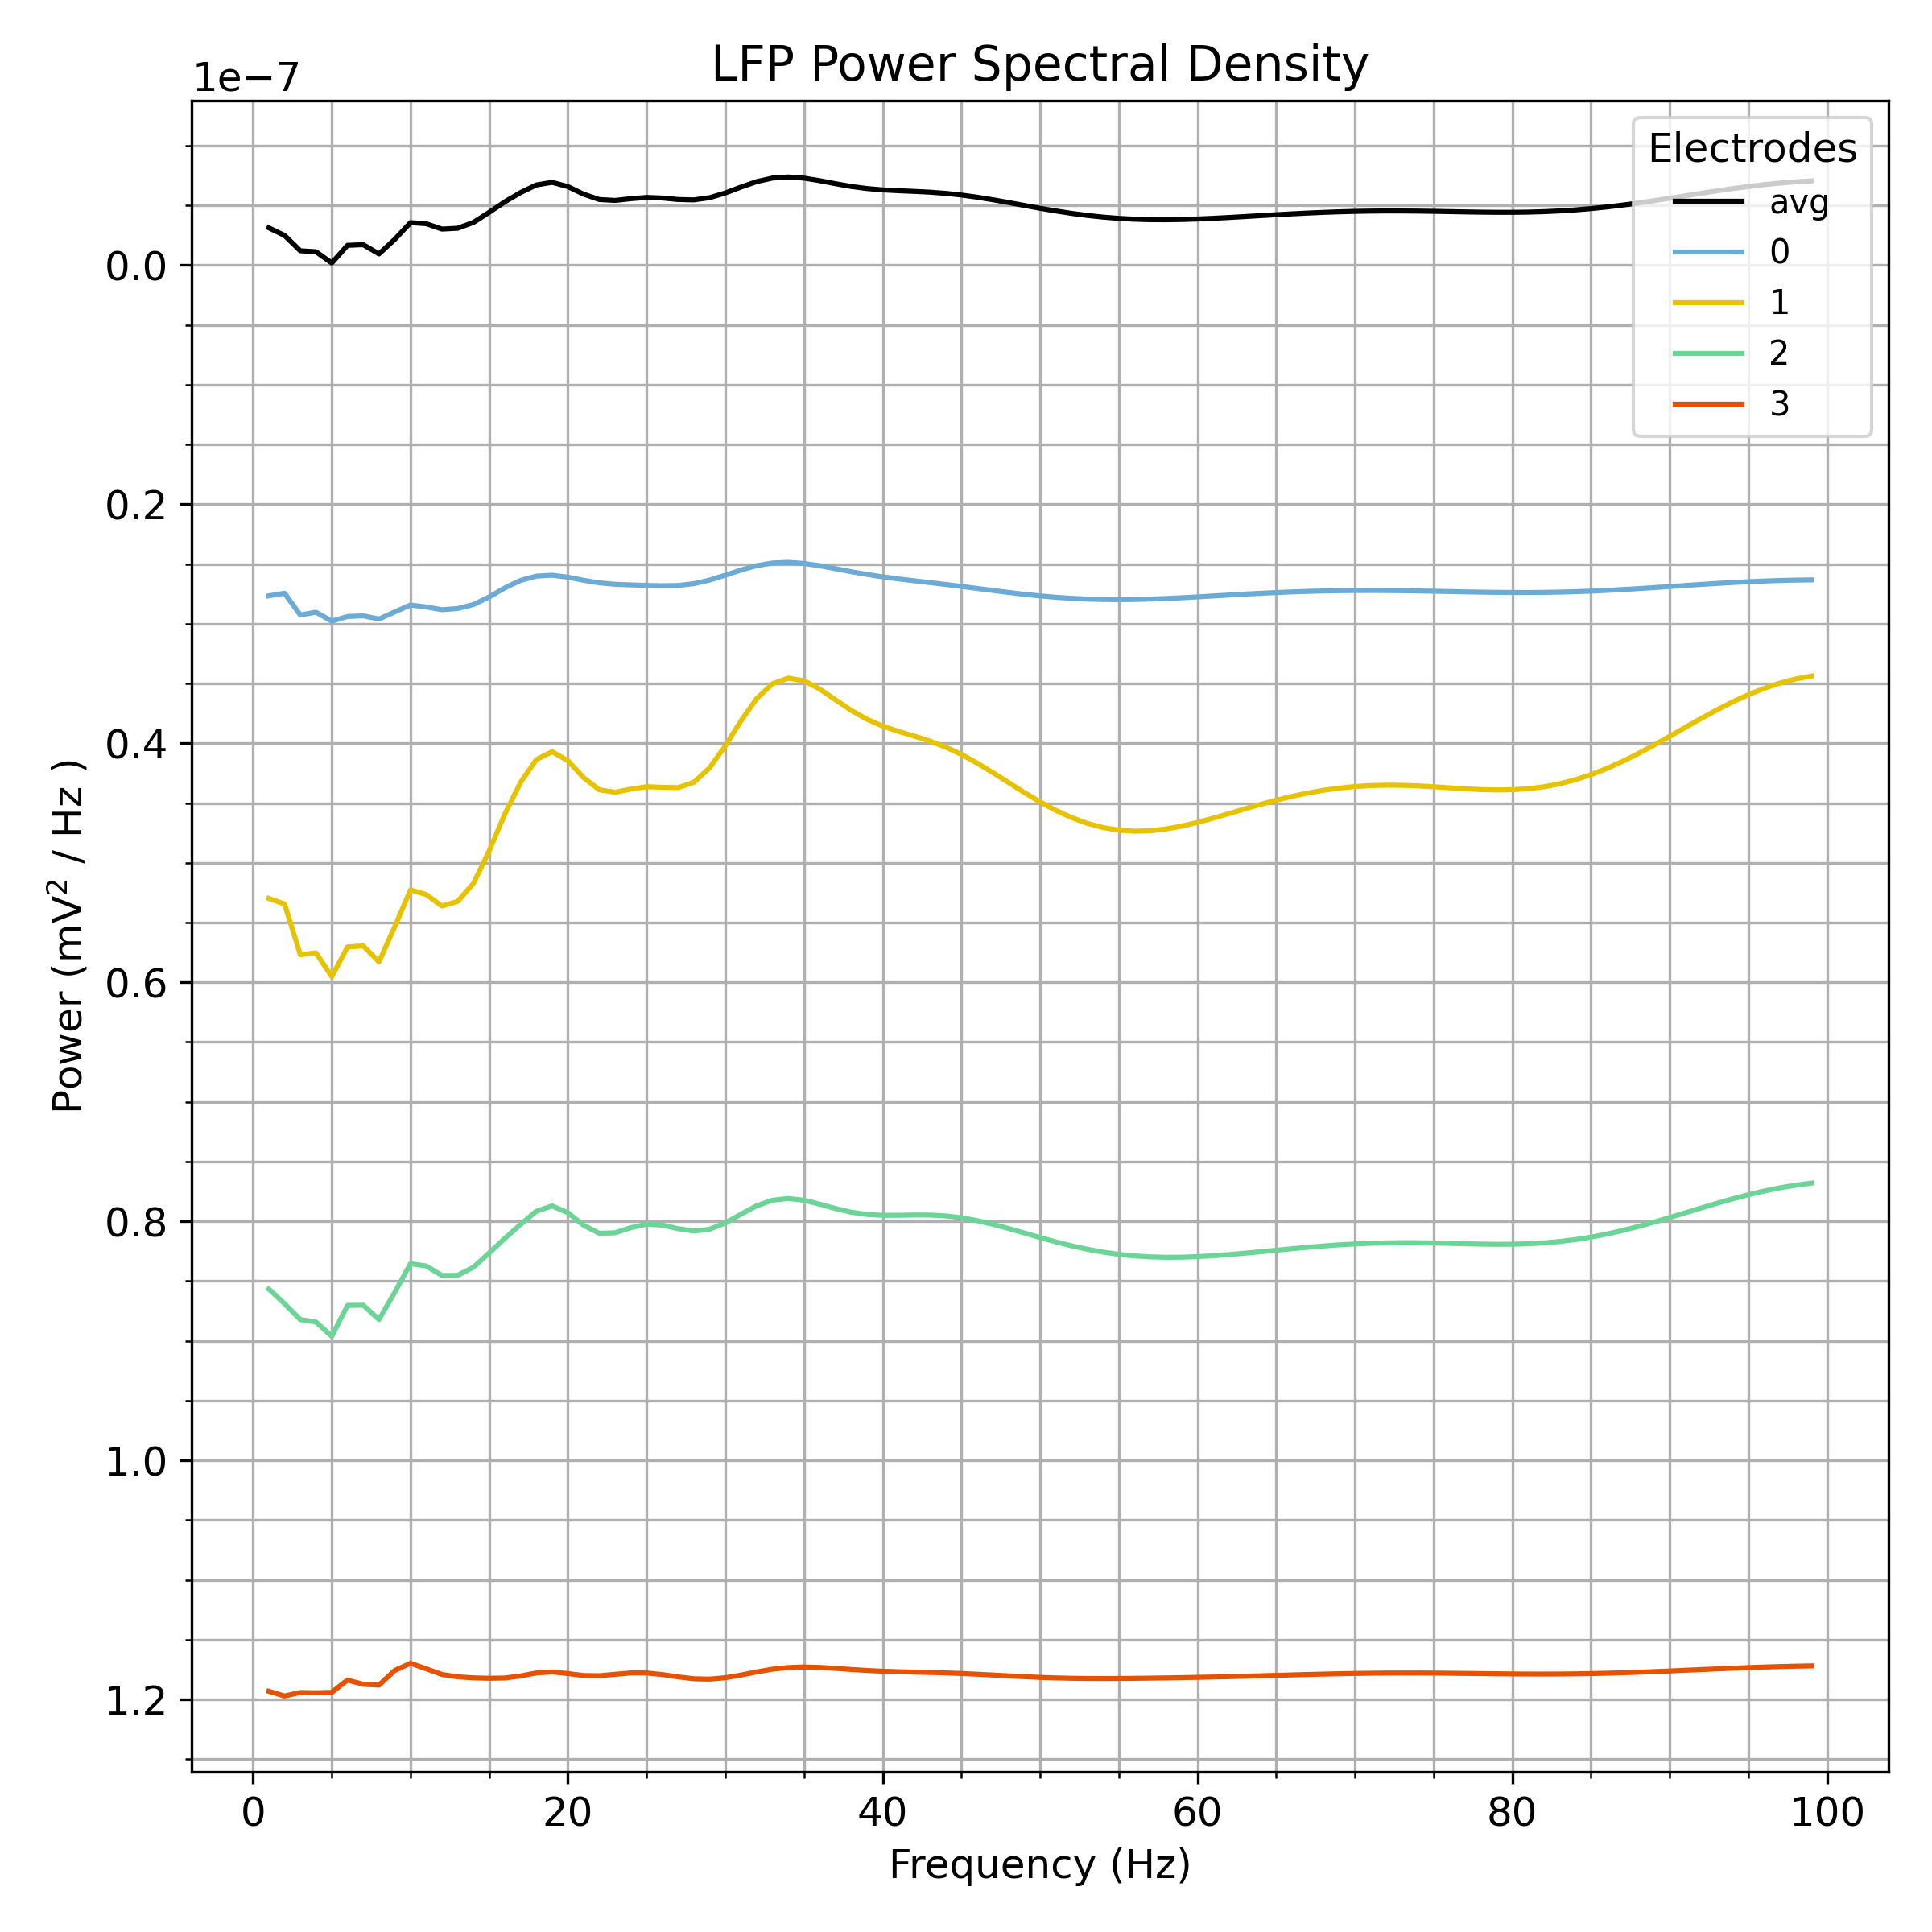 LFP Power Spectral Density
1e−7
Electrodes
avg
0
1
2
3
0.0
0.2
0.4
0.6
0.8
1.0
1.2
Power (mV² / Hz )
0 20 40 60 80 100
Frequency (Hz)